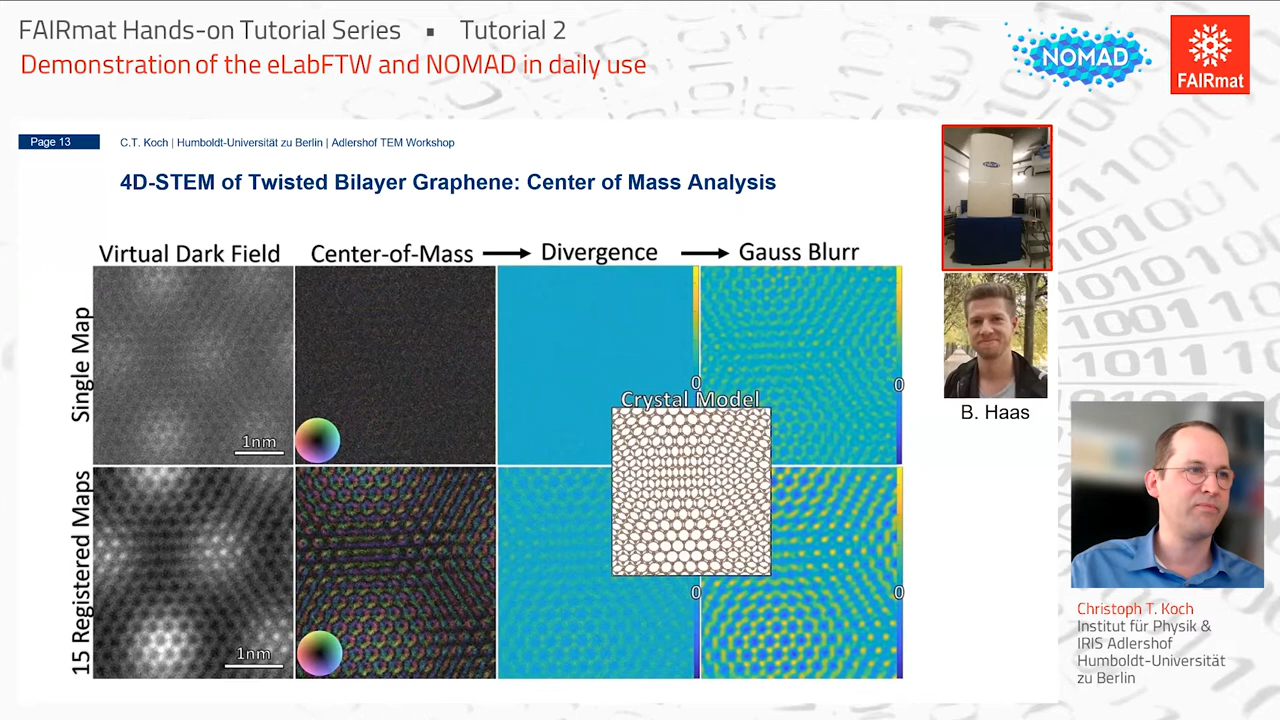 FAIRmat Hands-on Tutorial Series ▪ Tutorial 2
Demonstration of the eLabFTW and NOMAD in daily use
NOMAD
FAIRmat
Page 13
C.T. Koch | Humboldt-Universität zu Berlin | Adlershof TEM Workshop
4D-STEM of Twisted Bilayer Graphene: Center of Mass Analysis
Virtual Dark Field
Center-of-Mass
Divergence
Gauss Blurr
Single Map
1nm
0
0
Crystal Model
15 Registered Maps
1nm
0
0
B. Haas
Christoph T. Koch
Institut für Physik &
IRIS Adlershof
Humboldt-Universität
zu Berlin